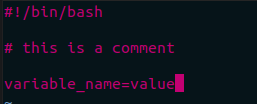 #!/bin/bash
# this is a comment
variable_name=value
~